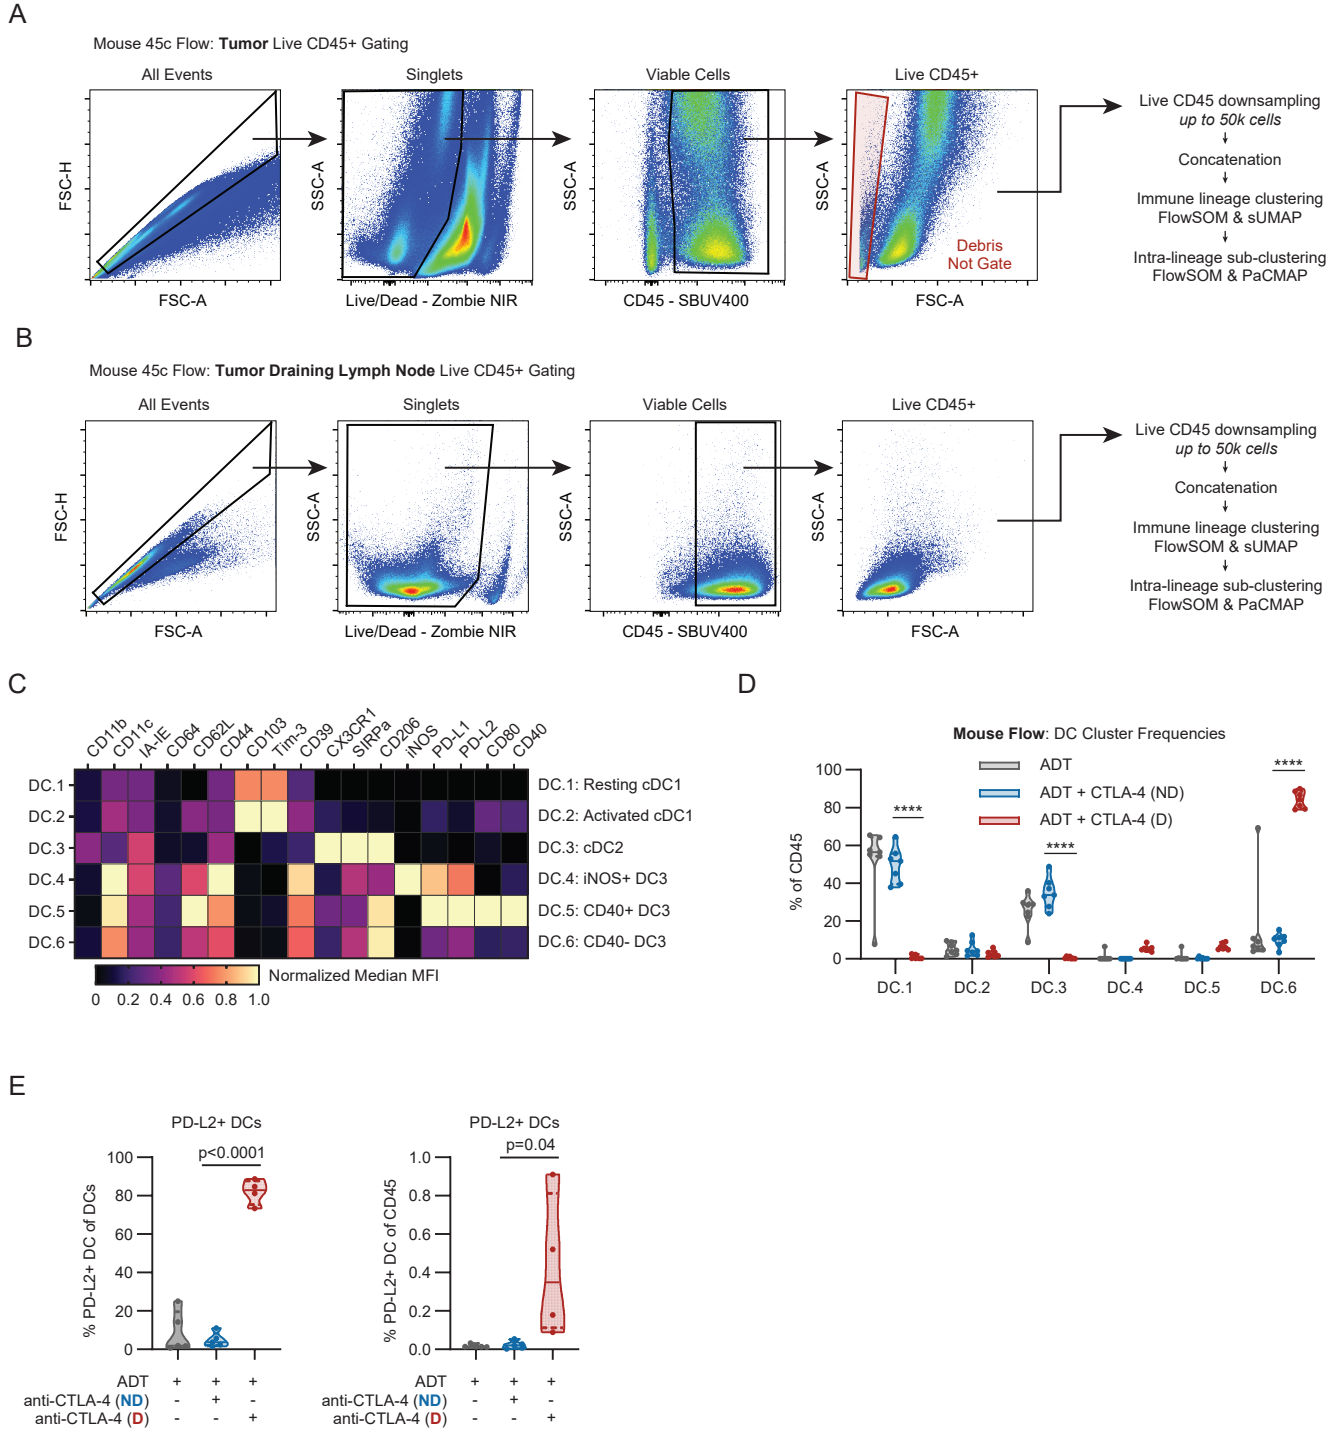 A
Mouse 45c Flow: Tumor Live CD45+ Gating
All Events
Singlets
Viable Cells
Live CD45+
FSC-H
SSC-A
SSC-A
SSC-A
FSC-A
Live/Dead - Zombie NIR
CD45 - SBUV400
FSC-A
Debris
Not Gate
Live CD45 downsampling
up to 50k cells
Concatenation
Immune lineage clustering
FlowSOM & sUMAP
Intra-lineage sub-clustering
FlowSOM & PaCMAP
B
Mouse 45c Flow: Tumor Draining Lymph Node Live CD45+ Gating
All Events
Singlets
Viable Cells
Live CD45+
FSC-H
SSC-A
SSC-A
SSC-A
FSC-A
Live/Dead - Zombie NIR
CD45 - SBUV400
FSC-A
Live CD45 downsampling
up to 50k cells
Concatenation
Immune lineage clustering
FlowSOM & sUMAP
Intra-lineage sub-clustering
FlowSOM & PaCMAP
C
CD11b
CD11c
IA-IE
CD64
CD62L
CD44
CD103
Tim-3
CD39
CX3CR1
SIRPa
CD206
iNOS
PD-L1
PD-L2
CD80
CD40
DC.1
DC.2
DC.3
DC.4
DC.5
DC.6
DC.1: Resting cDC1
DC.2: Activated cDC1
DC.3: cDC2
DC.4: iNOS+ DC3
DC.5: CD40+ DC3
DC.6: CD40- DC3
Normalized Median MFI
0 0.2 0.4 0.6 0.8 1.0
D
Mouse Flow: DC Cluster Frequencies
ADT
ADT + CTLA-4 (ND)
ADT + CTLA-4 (D)
% of CD45
100
80
60
40
20
0
****
****
****
DC.1 DC.2 DC.3 DC.4 DC.5 DC.6
E
PD-L2+ DCs
p<0.0001
% PD-L2+ DC of DCs
100
80
60
40
20
0
ADT + + +
anti-CTLA-4 (ND) - + -
anti-CTLA-4 (D) - - +
PD-L2+ DCs
p=0.04
% PD-L2+ DC of CD45
1.0
0.8
0.6
0.4
0.2
0.0
ADT + + +
anti-CTLA-4 (ND) - + -
anti-CTLA-4 (D) - - +